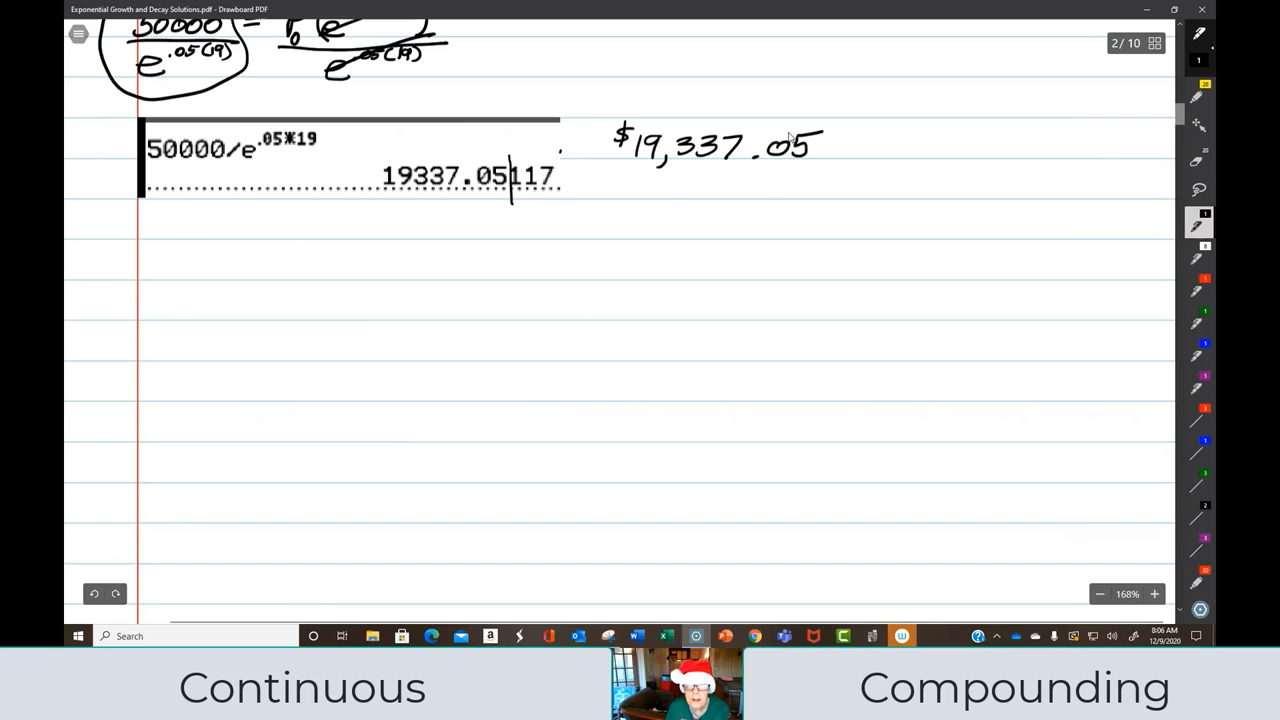 Exponential Growth and Decay Solutions.pdf - Drawboard PDF
50000 =
e^.05(19) e^.05(19)
2 / 10
50000/e^.05*19
19337.05117
$19,337.05
168%
Search
8:06 AM
12/9/2020
Continuous Compounding